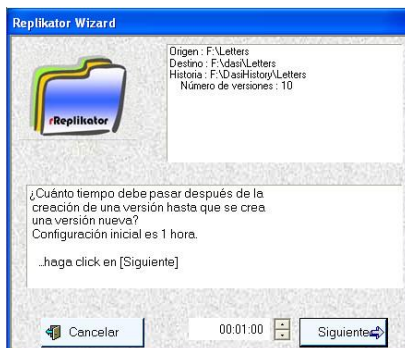 Replikator Wizard
rReplikator
Origen : F:\Letters
Destino : F:\dasi\Letters
Historia : F:\DasiHistory\Letters
Número de versiones : 10
¿Cuánto tiempo debe pasar después de la
creación de una versión hasta que se crea
una versión nueva?
Configuración inicial es 1 hora.
..haga click en [Siguiente]
Cancelar
00:01:00
Siguiente